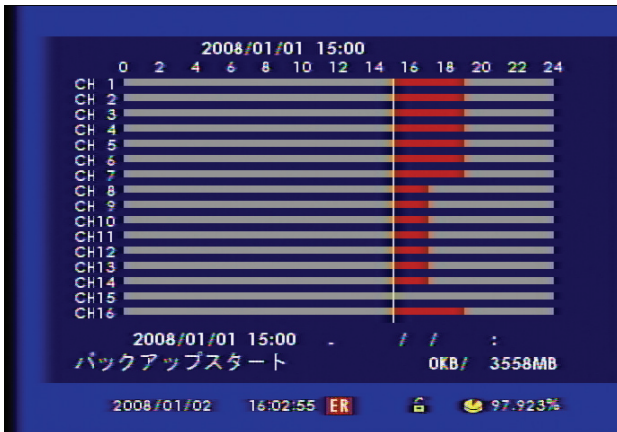 2008/01/01 15:00
0 2 4 6 8 10 12 14 16 18 20 22 24
CH 1
CH 2
CH 3
CH 4
CH 5
CH 6
CH 7
CH 8
CH 9
CH10
CH11
CH12
CH13
CH14
CH15
CH16
2008/01/01 15:00 - / / :
バックアップスタート 0KB/ 3558MB
2008/01/02 16:02:55 ER 97.923%